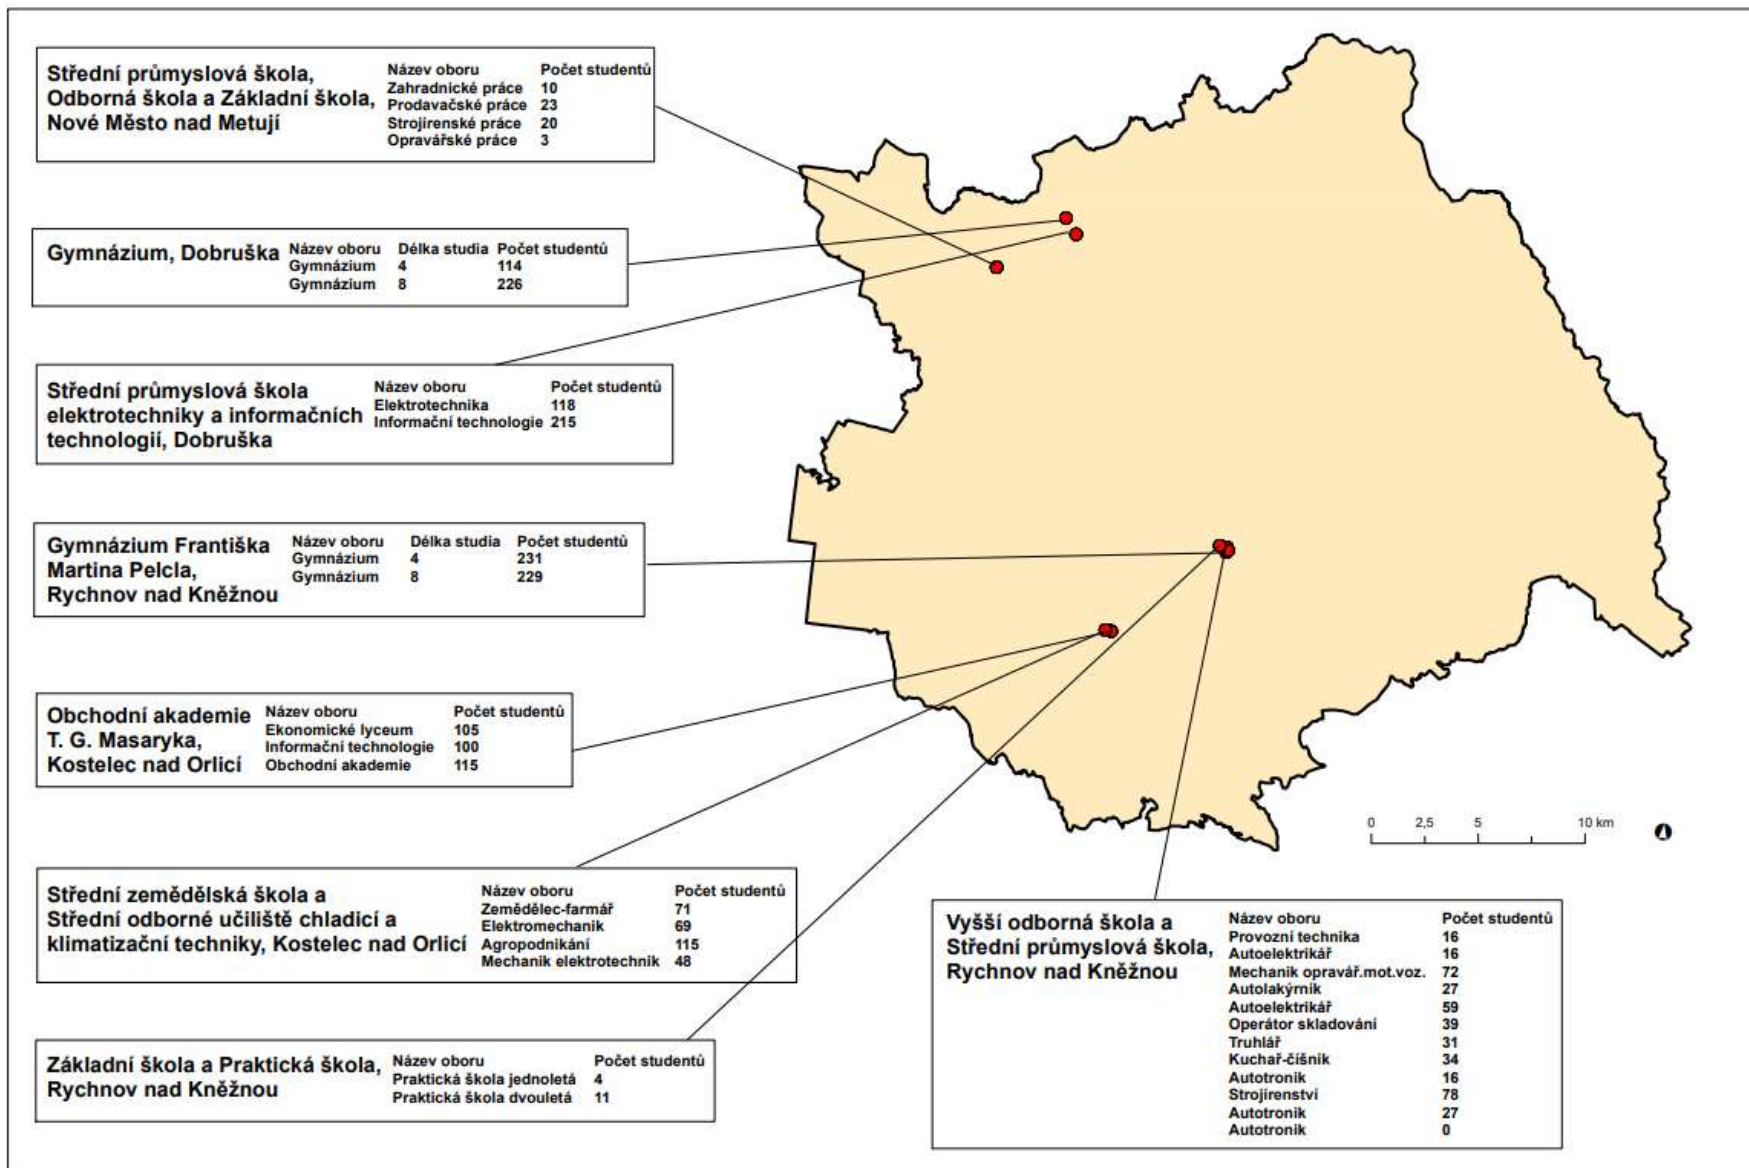 Střední průmyslová škola,
Odborná škola a Základní škola,
Nové Město nad Metují
Název oboru Počet studentů
Zahradnické práce 10
Prodavačské práce 23
Strojírenské práce 20
Opravářské práce 3
Gymnázium, Dobruška
Název oboru Délka studia Počet studentů
Gymnázium 4 114
Gymnázium 8 226
Střední průmyslová škola
elektrotechniky a informačních
technologií, Dobruška
Název oboru Počet studentů
Elektrotechnika 118
Informační technologie 215
Gymnázium Františka
Martina Pelcla,
Rychnov nad Kněžnou
Název oboru Délka studia Počet studentů
Gymnázium 4 231
Gymnázium 8 229
Obchodní akademie
T. G. Masaryka,
Kostelec nad Orlicí
Název oboru Počet studentů
Ekonomické lyceum 105
Informační technologie 100
Obchodní akademie 115
Střední zemědělská škola a
Střední odborné učiliště chladicí a
klimatizační techniky, Kostelec nad Orlicí
Název oboru Počet studentů
Zemědělec-farmář 71
Elektromechanik 69
Agropodnikání 115
Mechanik elektrotechnik 48
Základní škola a Praktická škola,
Rychnov nad Kněžnou
Název oboru Počet studentů
Praktická škola jednoletá 4
Praktická škola dvouletá 11
0 2,5 5 10 km
Vyšší odborná škola a
Střední průmyslová škola,
Rychnov nad Kněžnou
Název oboru Počet studentů
Provozní technika 16
Autoelektrikář 16
Mechanik opravář.mot.voz. 72
Autolakýrník 27
Autoelektrikář 59
Operátor skladování 39
Truhlář 31
Kuchař-číšník 34
Autotronik 16
Strojírenství 78
Autotronik 27
Autotronik 0